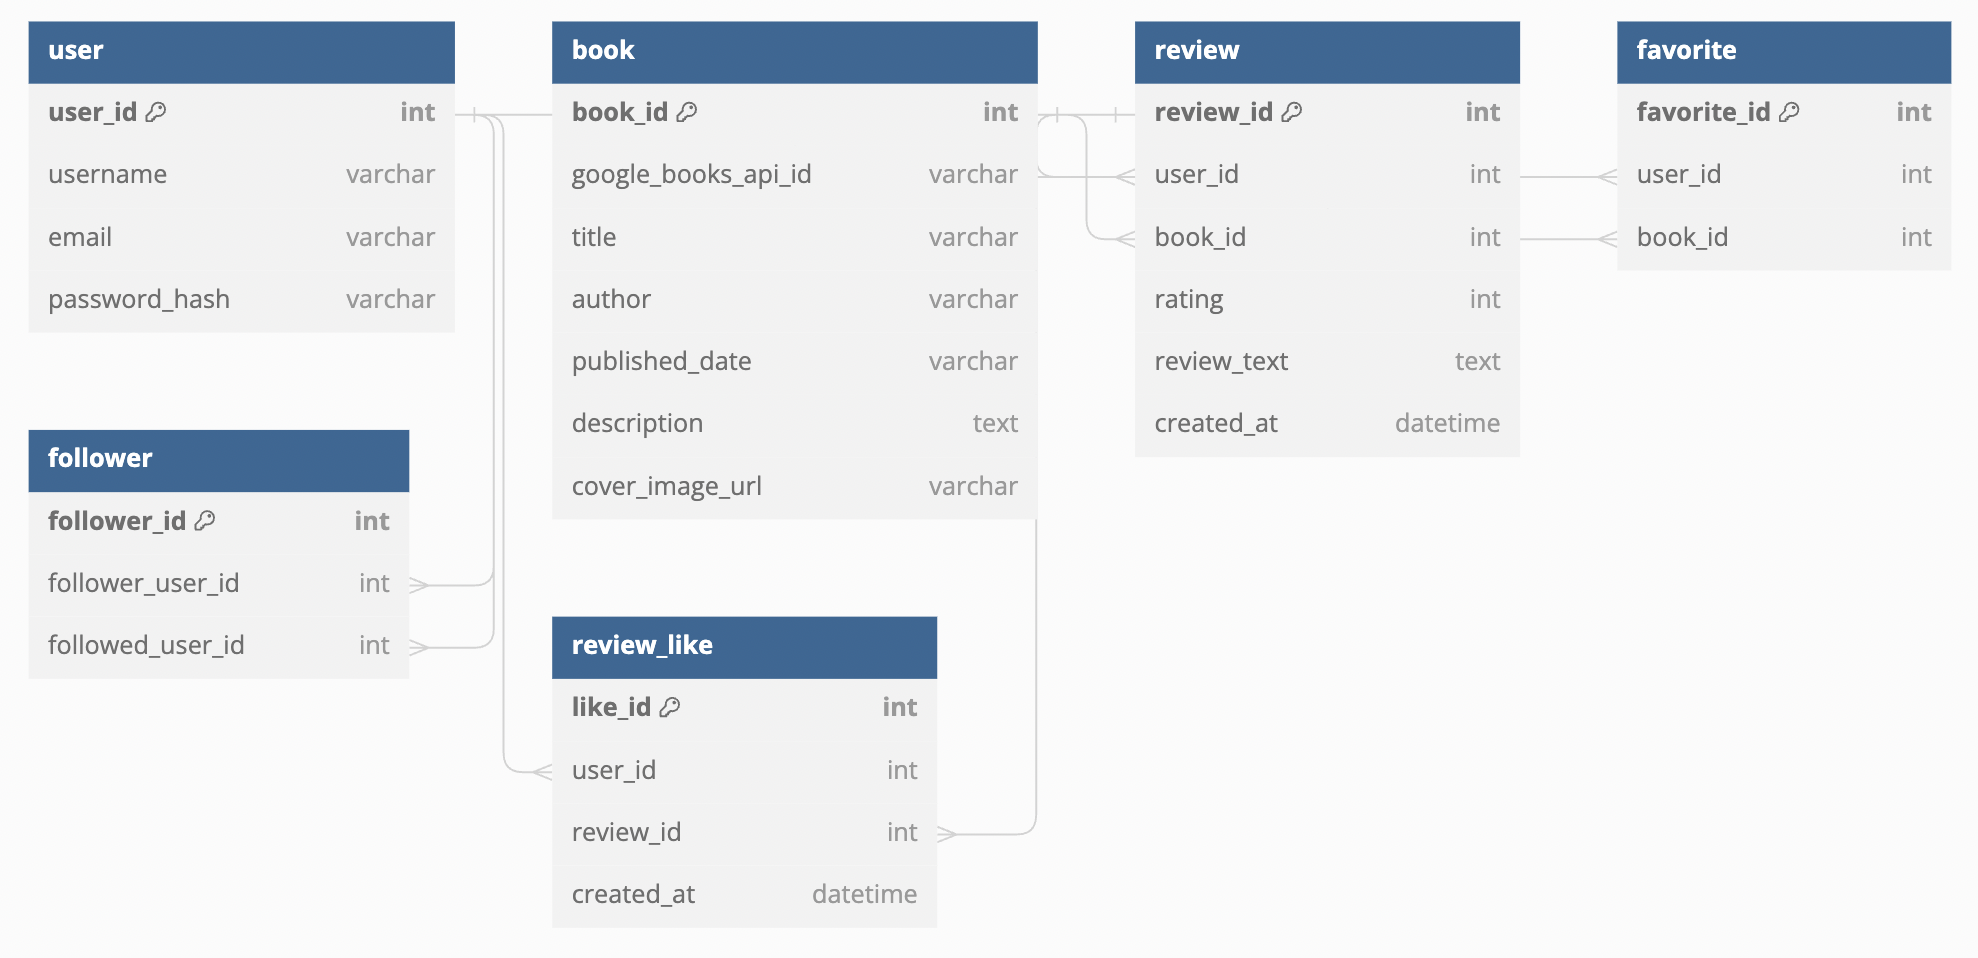 user
user_id int
username varchar
email varchar
password_hash varchar
book
book_id int
google_books_api_id varchar
title varchar
author varchar
published_date varchar
description text
cover_image_url varchar
review
review_id int
user_id int
book_id int
rating int
review_text text
created_at datetime
favorite
favorite_id int
user_id int
book_id int
follower
follower_id int
follower_user_id int
followed_user_id int
review_like
like_id int
user_id int
review_id int
created_at datetime